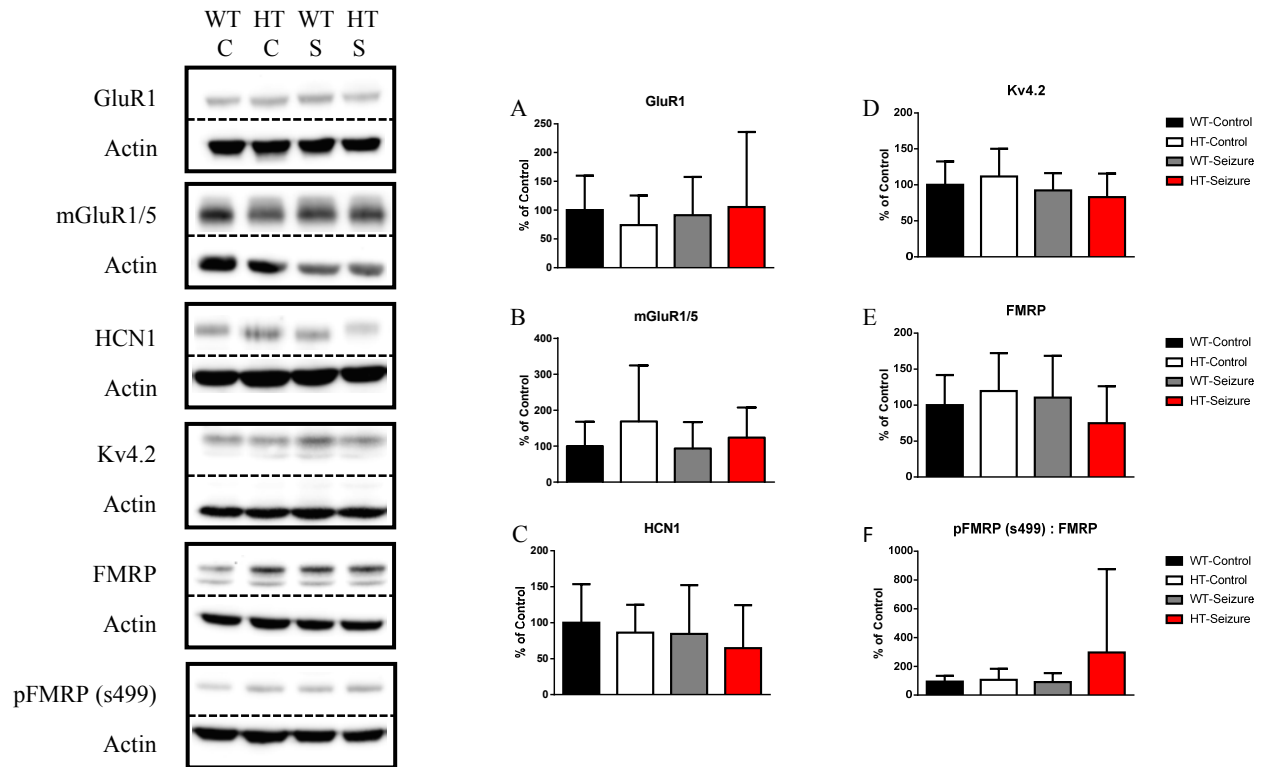 WT HT WT HT
C C S S
GluR1
Actin
mGluR1/5
Actin
HCN1
Actin
Kv4.2
Actin
FMRP
Actin
pFMRP (s499)
Actin
A
GluR1
% of Control
250
200
150
100
50
0
B
mGluR1/5
% of Control
400
300
200
100
0
C
HCN1
% of Control
200
150
100
50
0
D
Kv4.2
% of Control
200
150
100
50
0
WT-Control
HT-Control
WT-Seizure
HT-Seizure
E
FMRP
% of Control
200
150
100
50
0
WT-Control
HT-Control
WT-Seizure
HT-Seizure
F
pFMRP (s499) : FMRP
% of Control
1000
800
600
400
200
0
WT-Control
HT-Control
WT-Seizure
HT-Seizure